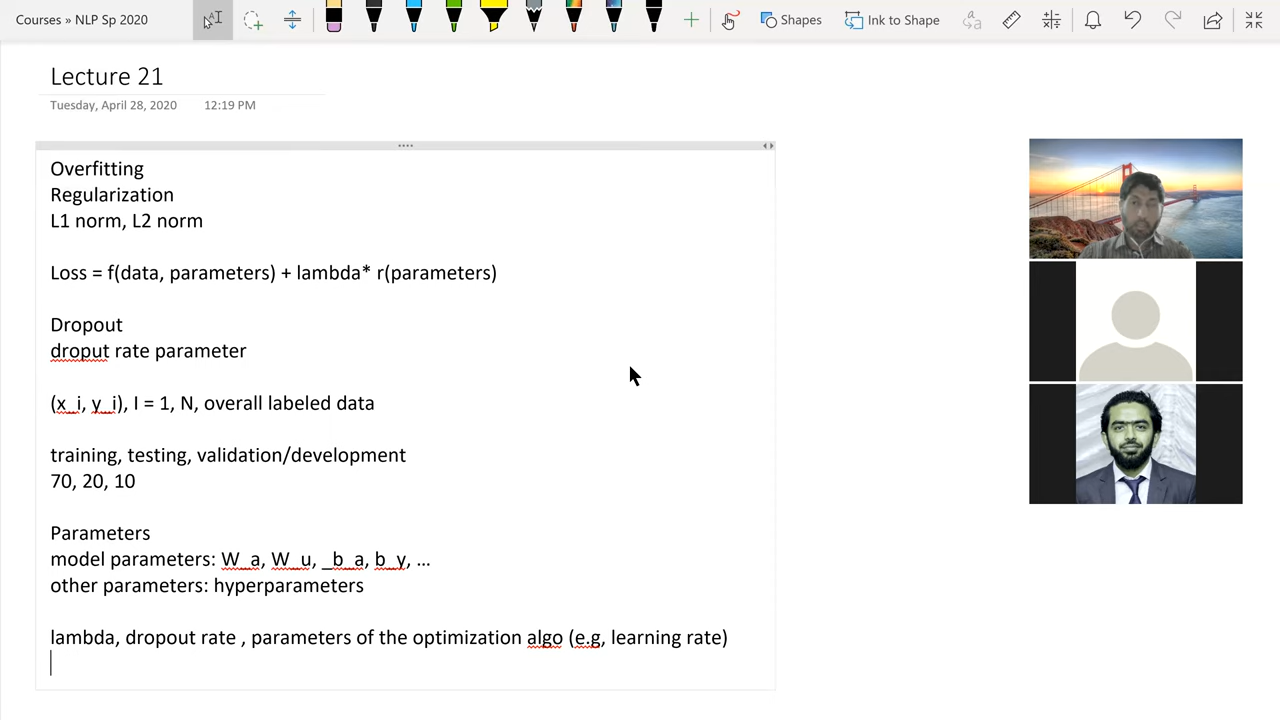 Courses » NLP Sp 2020
Shapes
Ink to Shape
Lecture 21
Tuesday, April 28, 2020 12:19 PM
Overfitting
Regularization
L1 norm, L2 norm
Loss = f(data, parameters) + lambda* r(parameters)
Dropout
droput rate parameter
(x_i, y_i), I = 1, N, overall labeled data
training, testing, validation/development
70, 20, 10
Parameters
model parameters: W_a, W_u, _b_a, b_y, ...
other parameters: hyperparameters
lambda, dropout rate , parameters of the optimization algo (e.g, learning rate)